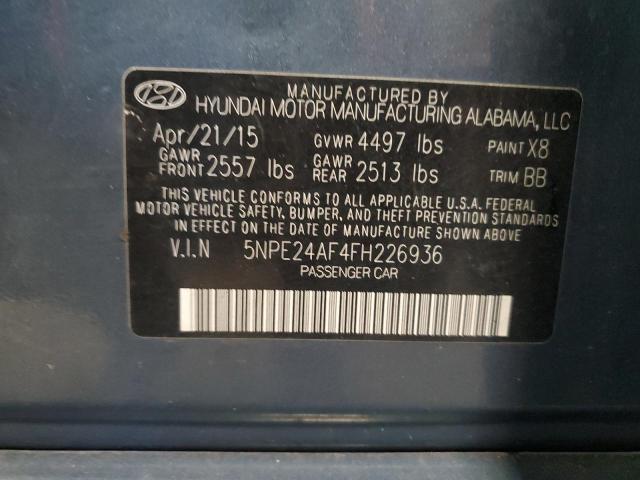 MANUFACTURED BY
HYUNDAI MOTOR MANUFACTURING ALABAMA, LLC
Apr/21/15 GVWR 4497 lbs PAINT X8
GAWR FRONT 2557 lbs GAWR REAR 2513 lbs TRIM BB
THIS VEHICLE CONFORMS TO ALL APPLICABLE U.S.A. FEDERAL
MOTOR VEHICLE SAFETY, BUMPER, AND THEFT PREVENTION STANDARDS
IN EFFECT ON THE DATE OF MANUFACTURE SHOWN ABOVE.
V.I.N 5NPE24AF4FH226936
PASSENGER CAR